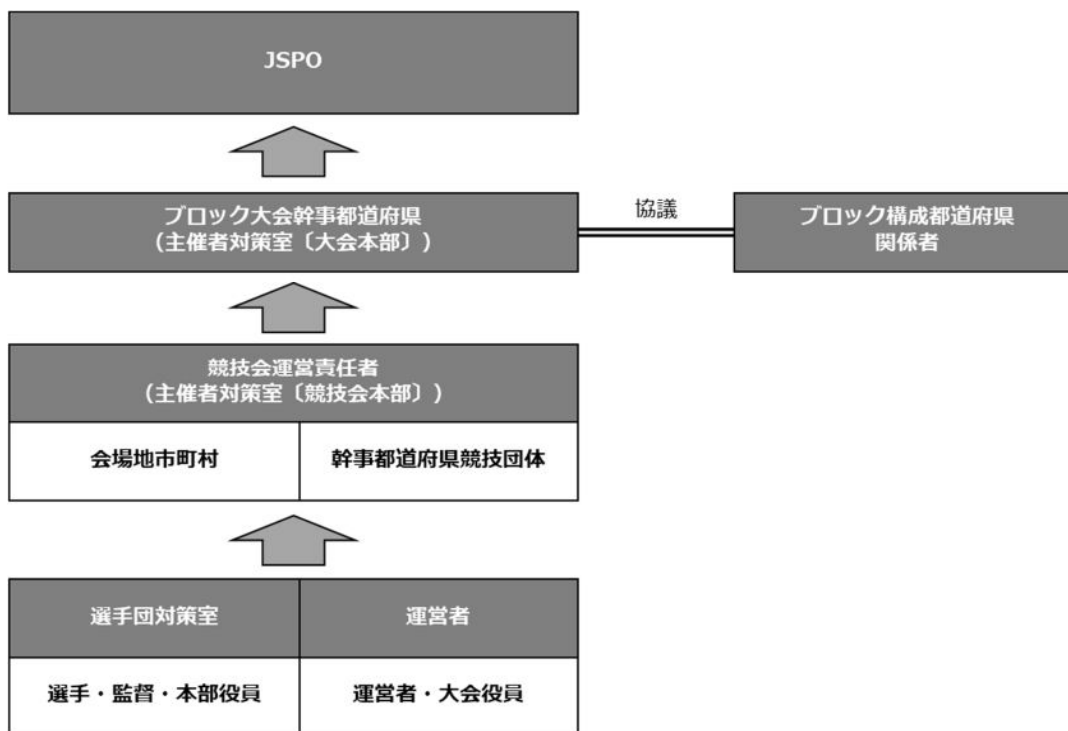 JSPO
ブロック大会幹事都道府県
(主催者対策室〔大会本部〕)
協議
ブロック構成都道府県
関係者
競技会運営責任者
(主催者対策室〔競技会本部〕)
会場地市町村
幹事都道府県競技団体
選手団対策室
運営者
選手・監督・本部役員
運営者・大会役員